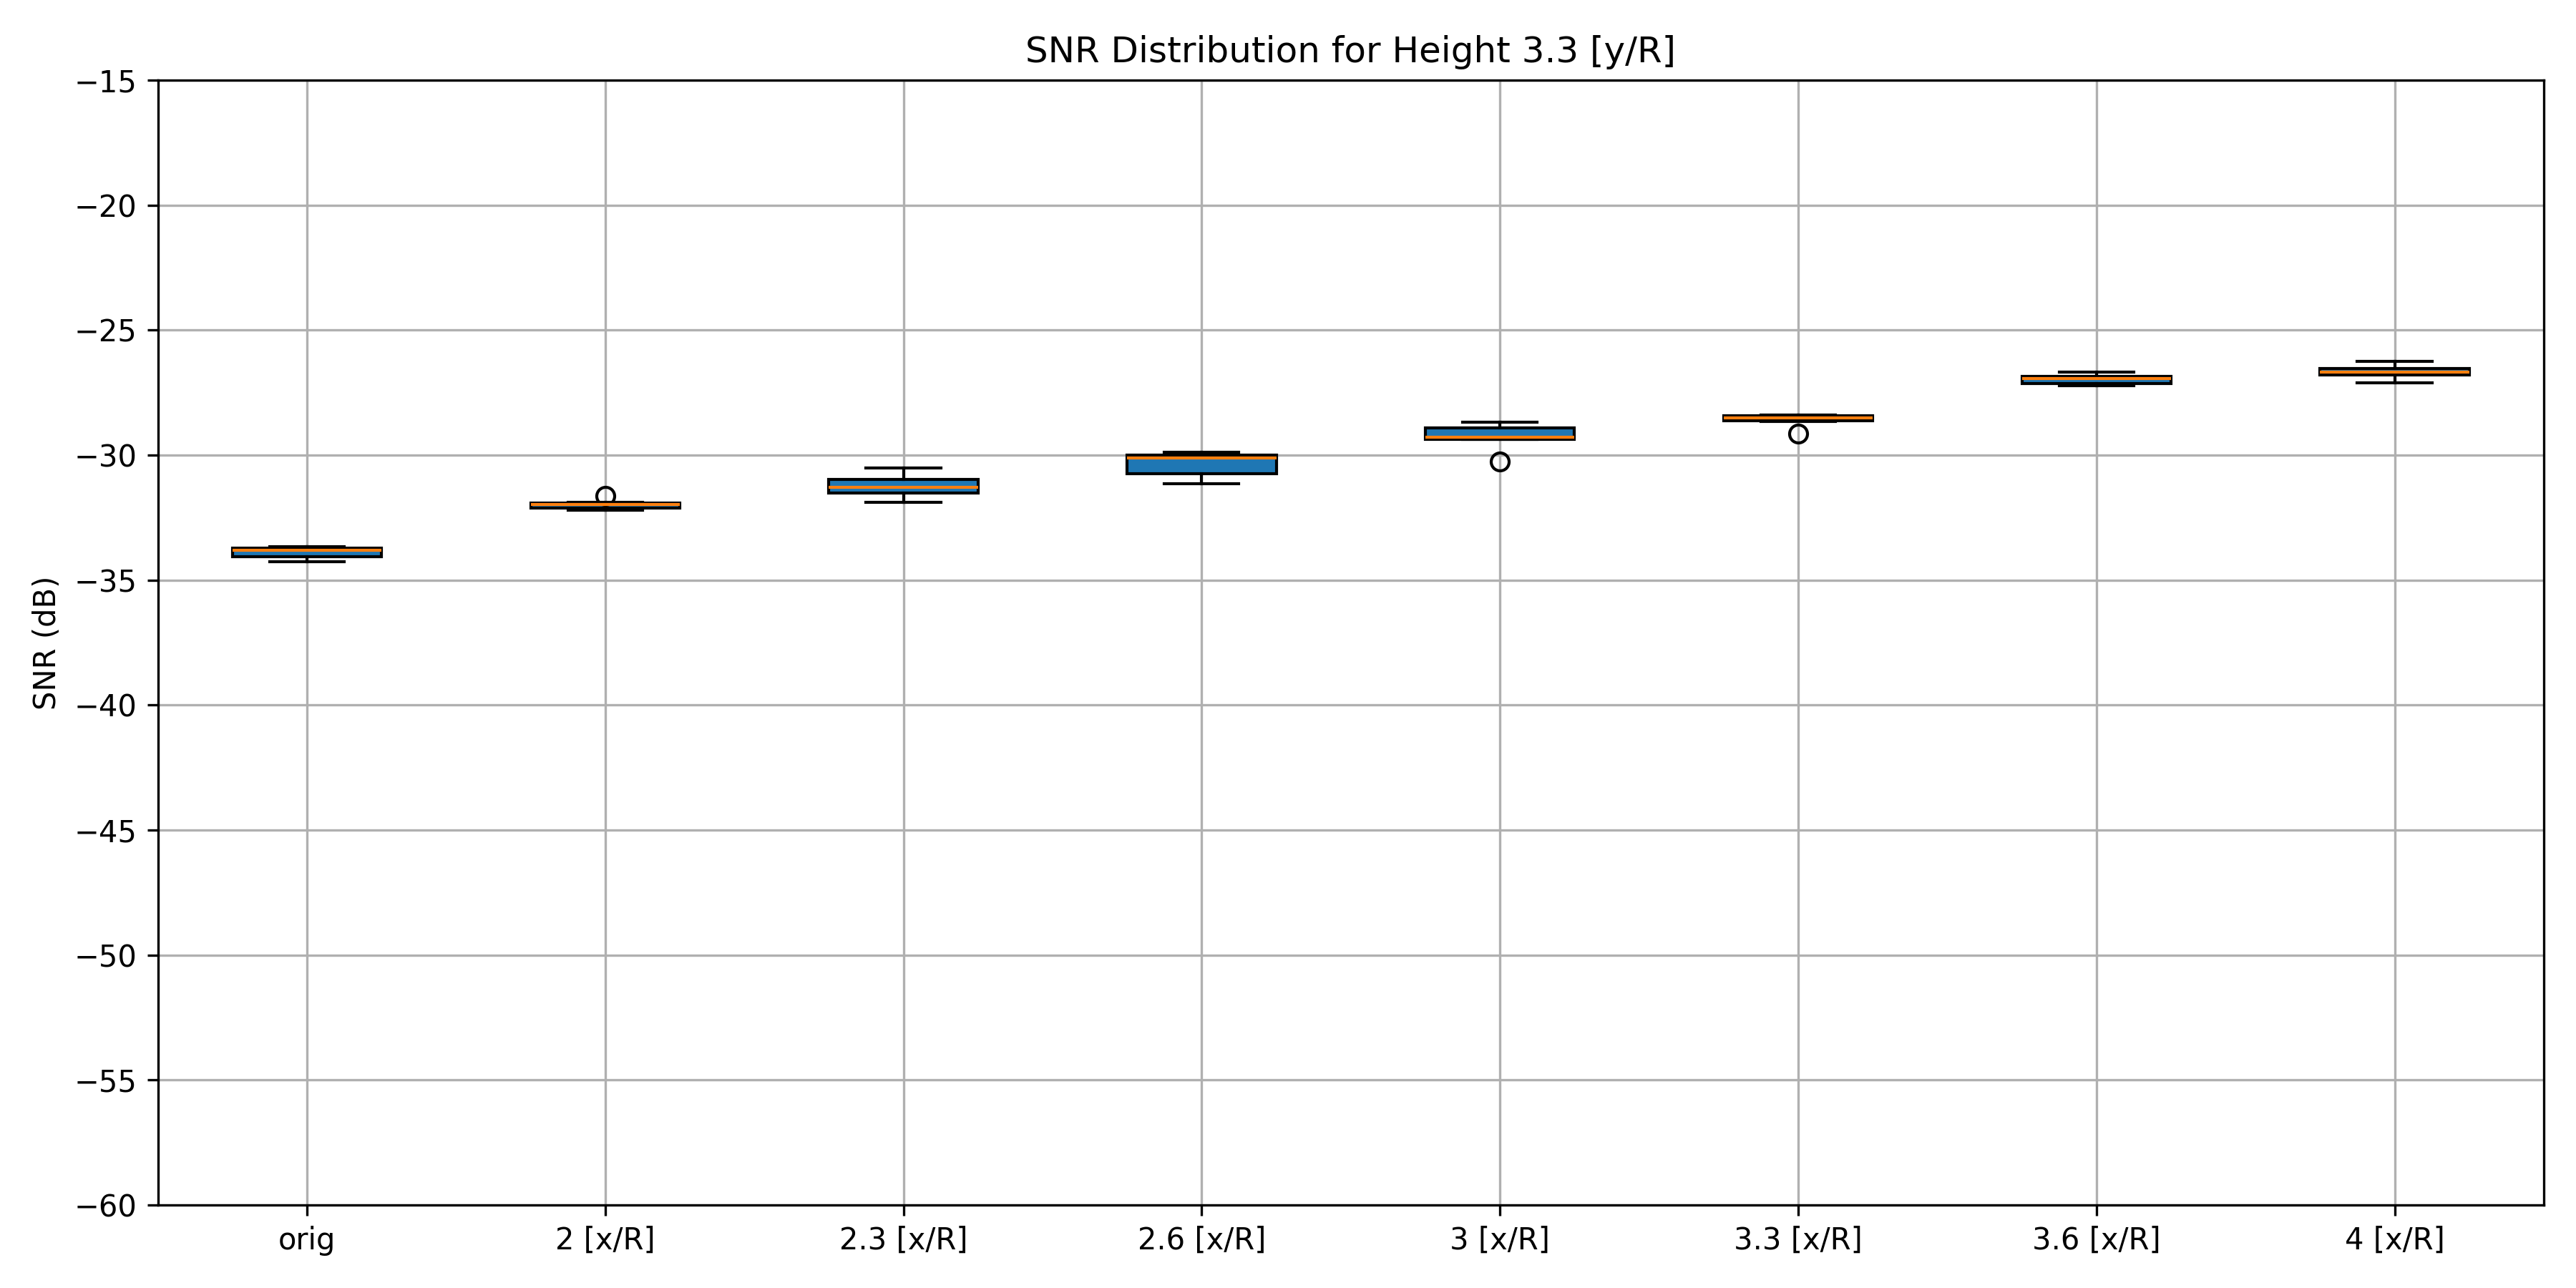 SNR Distribution for Height 3.3 [y/R]
−15
−20
−25
−30
−35
−40
−45
−50
−55
−60
SNR (dB)
orig
2 [x/R]
2.3 [x/R]
2.6 [x/R]
3 [x/R]
3.3 [x/R]
3.6 [x/R]
4 [x/R]